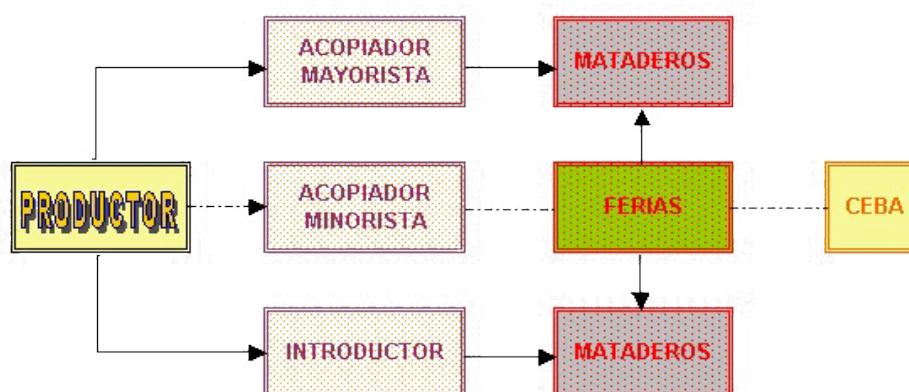 ACOPIADOR
MAYORISTA
MATADEROS
PRODUCTOR
ACOPIADOR
MINORISTA
FERIAS
CEBA
INTRODUCTOR
MATADEROS